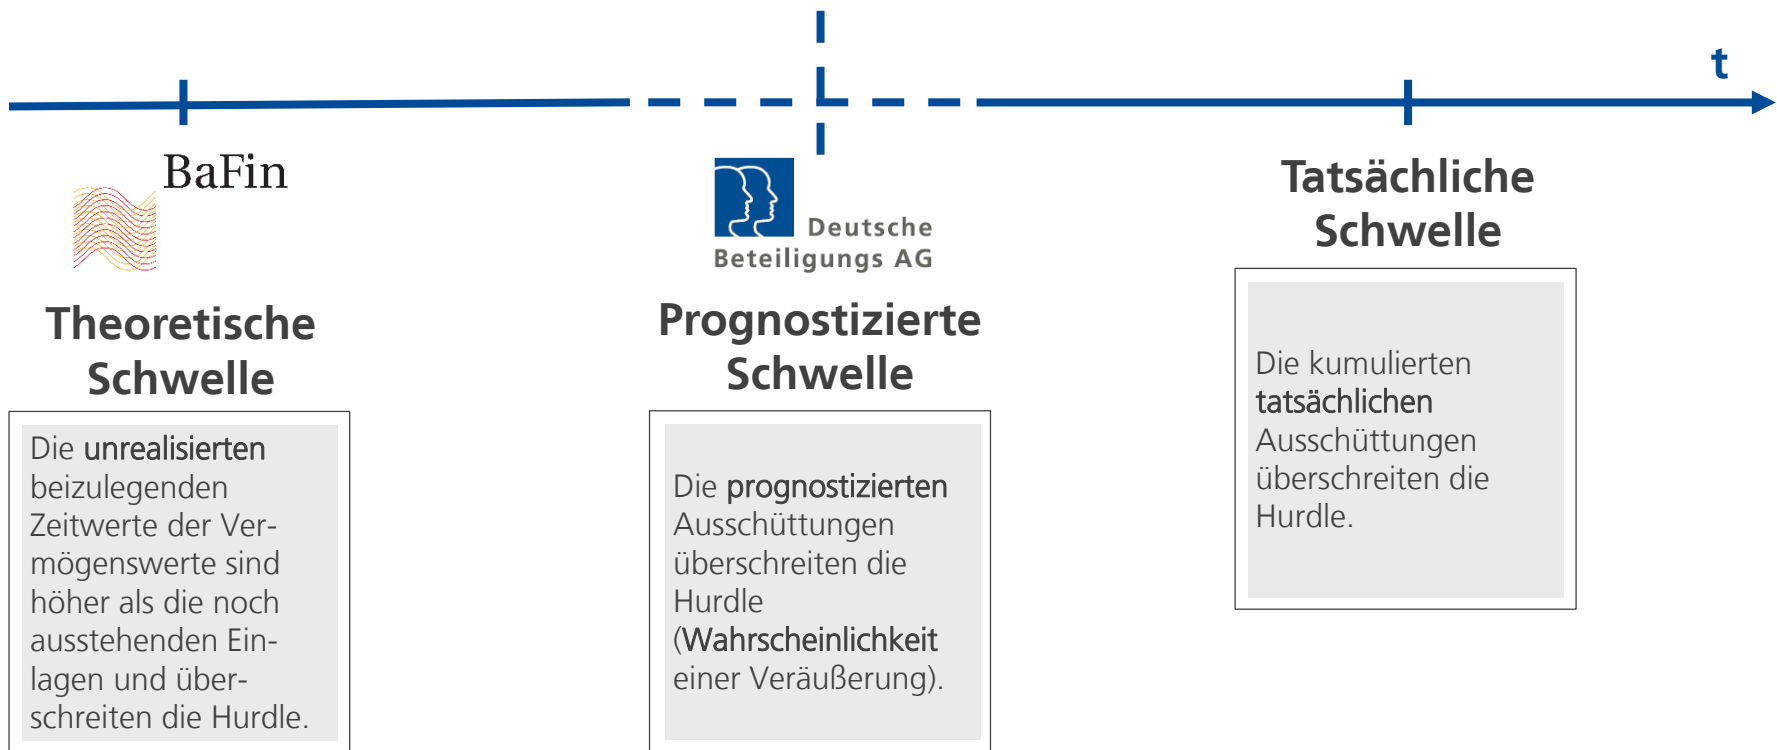 t
BaFin
Theoretische
Schwelle
Die unrealisierten
beizulegenden
Zeitwerte der Ver-
mögenswerte sind
höher als die noch
ausstehenden Ein-
lagen und über-
schreiten die Hurdle.
Deutsche
Beteiligungs AG
Prognostizierte
Schwelle
Die prognostizierten
Ausschüttungen
überschreiten die
Hurdle
(Wahrscheinlichkeit
einer Veräußerung).
Tatsächliche
Schwelle
Die kumulierten
tatsächlichen
Ausschüttungen
überschreiten die
Hurdle.